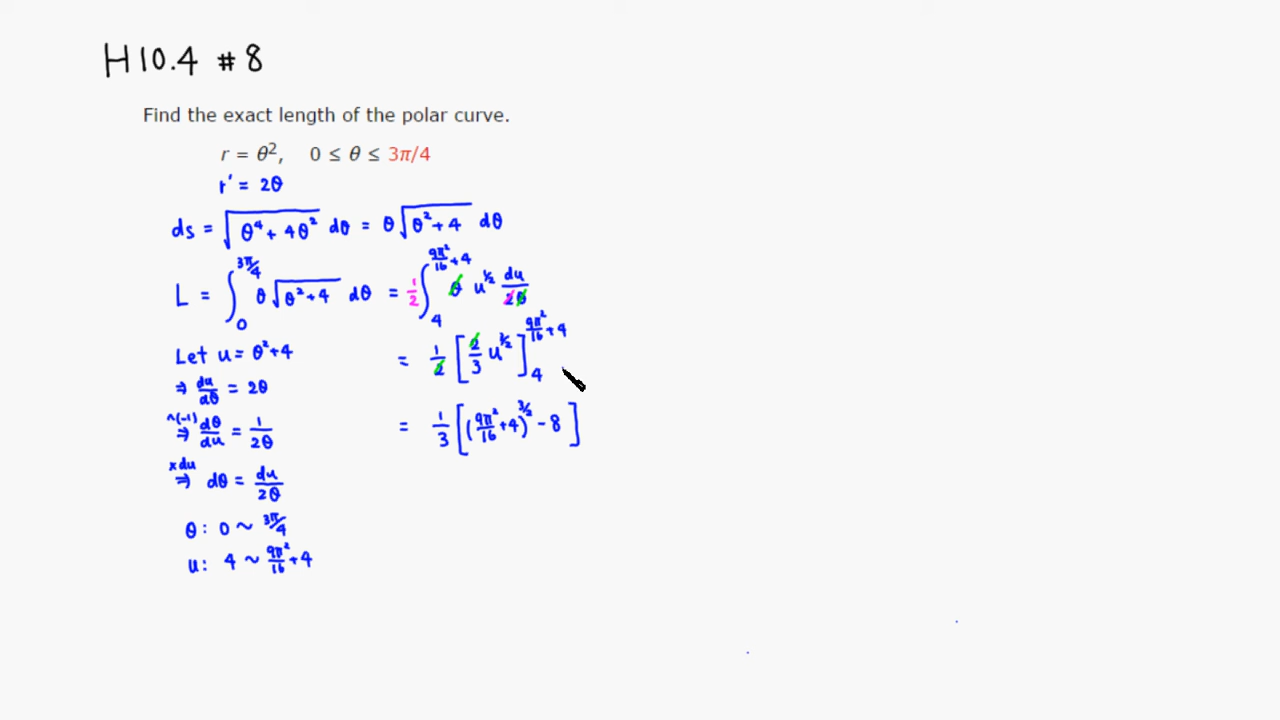 H10.4 #8
Find the exact length of the polar curve.
r = θ², 0 ≤ θ ≤ 3π/4
r' = 2θ
ds = √(θ⁴ + 4θ²) dθ = θ√(θ² + 4) dθ
L = ∫₀^(3π/4) θ√(θ² + 4) dθ = 1/2 ∫₄^(9π²/16 + 4) θ u^(1/2) du/2θ
Let u = θ² + 4
= 1/2 [2/3 u^(3/2)]₄^(9π²/16 + 4)
⇒ du/dθ = 2θ
^(-1) ⇒ dθ/du = 1/2θ
= 1/3 [(9π²/16 + 4)^(3/2) - 8]
×du ⇒ dθ = du/2θ
θ: 0 ~ 3π/4
u: 4 ~ 9π²/16 + 4